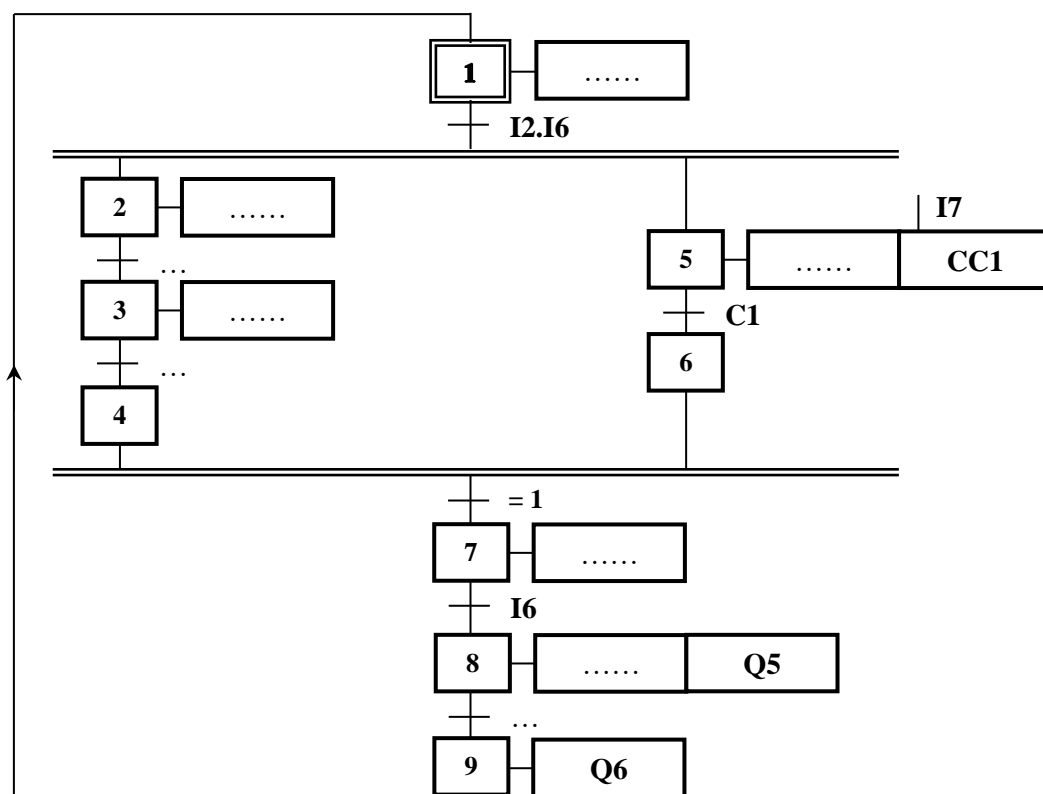 1 ……
I2.I6
2 ……
I7
5 …… CC1
…
3 ……
C1
6
…
4
= 1
7 ……
I6
8 …… Q5
…
9 Q6